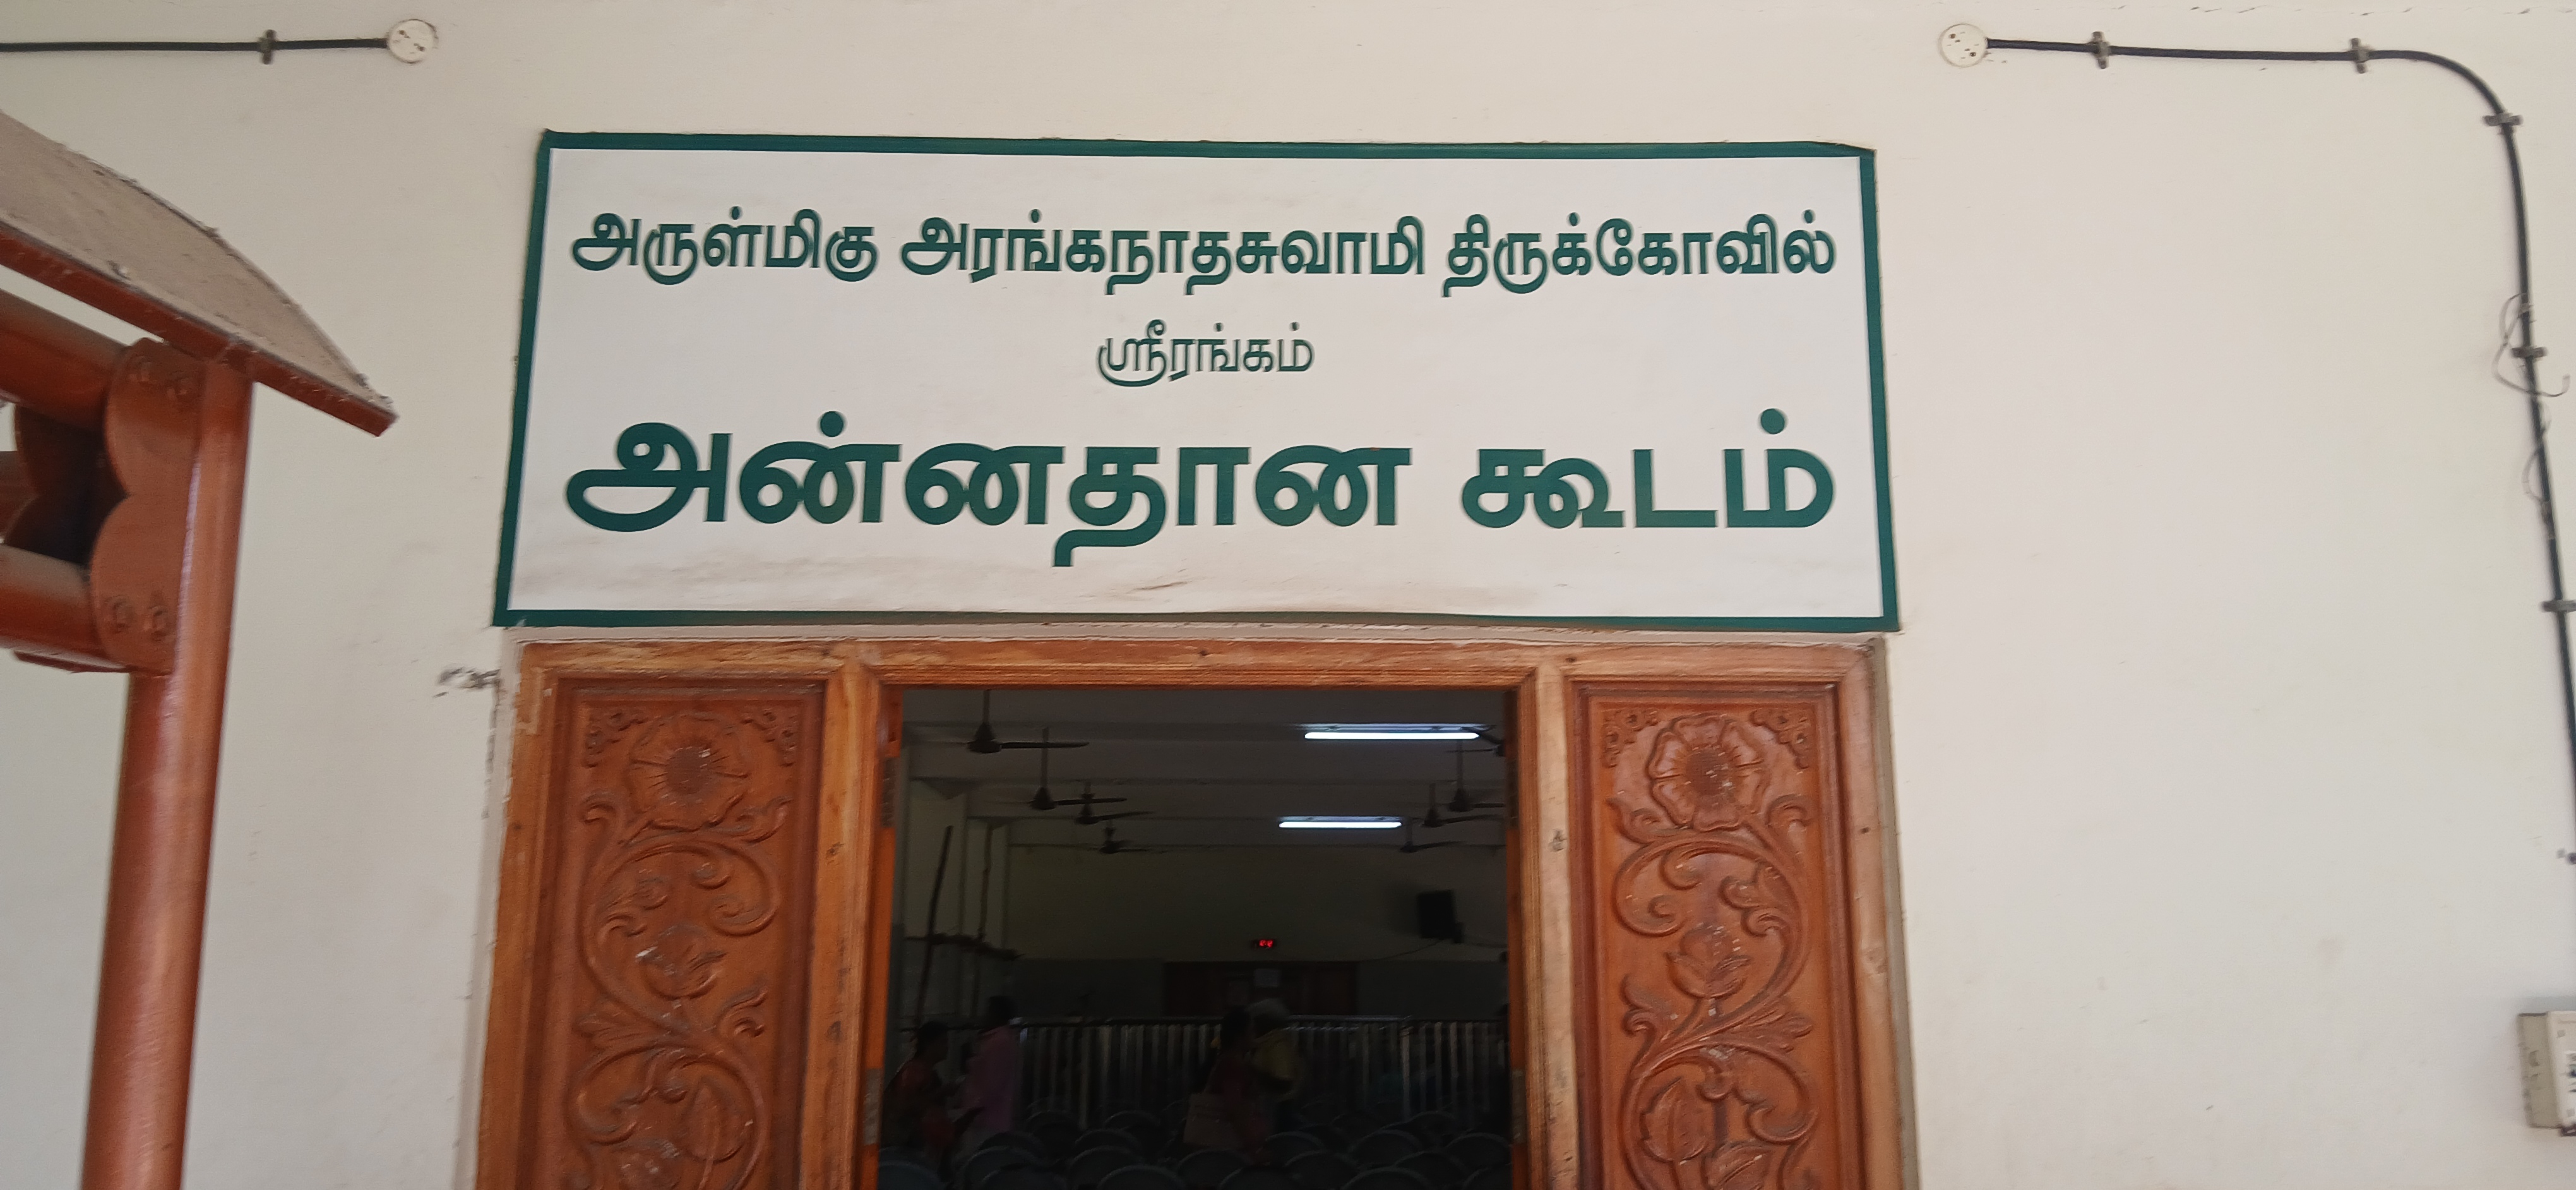 அருள்மிகு அரங்கநாதசுவாமி திருக்கோவில்
ஸ்ரீரங்கம்
அன்னதான கூடம்